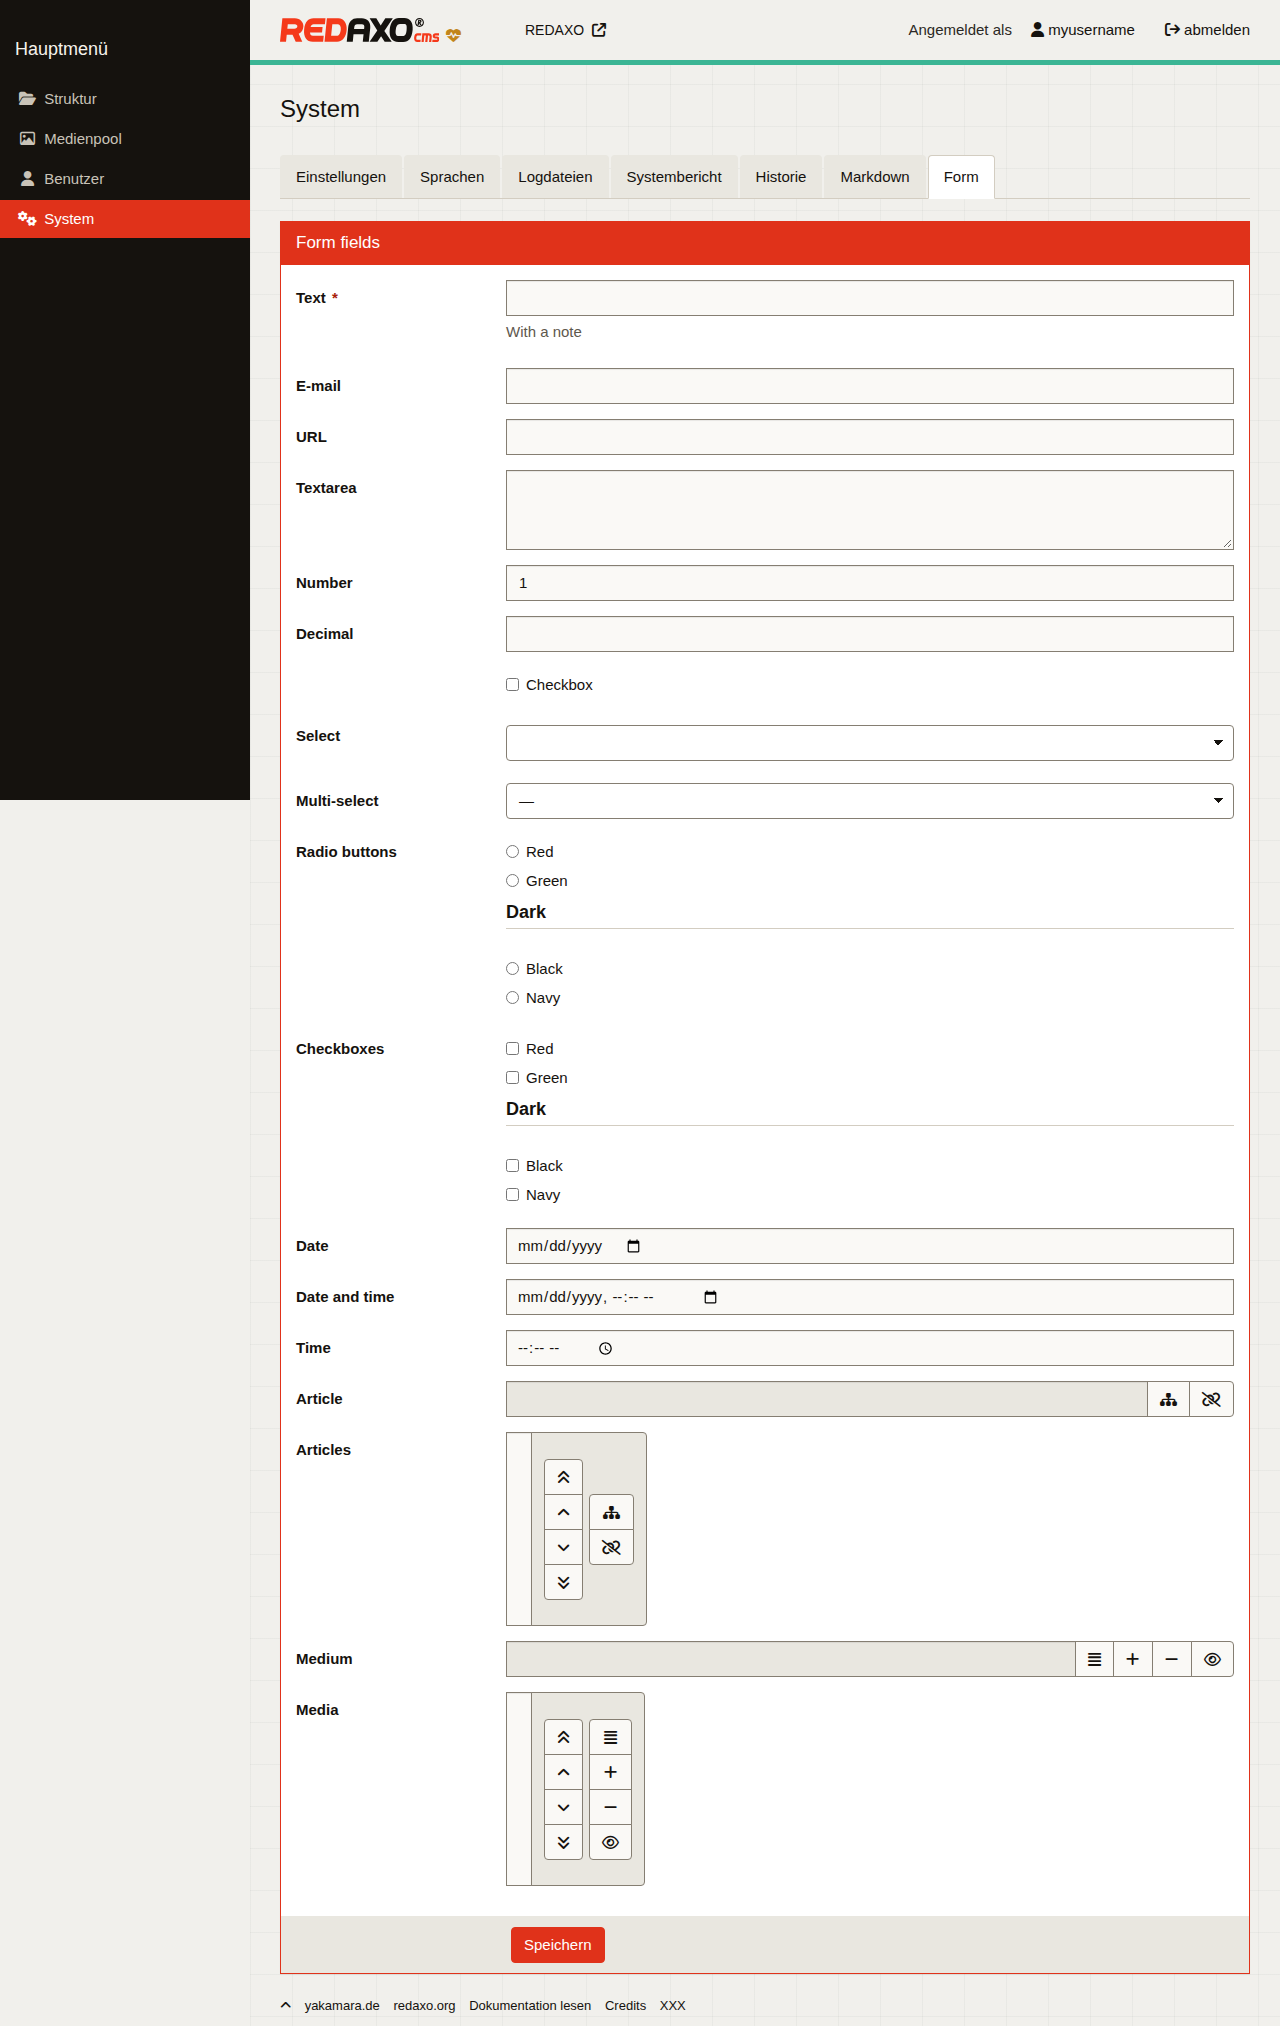 Hauptmenü
Struktur
Medienpool
Benutzer
System
REDAXO® cms
REDAXO
Angemeldet als myusername abmelden
System
Einstellungen Sprachen Logdateien Systembericht Historie Markdown Form
Form fields
Text *
With a note
E-mail
URL
Textarea
Number 1
Decimal
Checkbox
Select
Multi-select —
Radio buttons Red
Green
Dark
Black
Navy
Checkboxes Red
Green
Dark
Black
Navy
Date mm/dd/yyyy
Date and time mm/dd/yyyy, --:-- --
Time --:-- --
Article
Articles
Medium
Media
Speichern
yakamara.de redaxo.org Dokumentation lesen Credits XXX